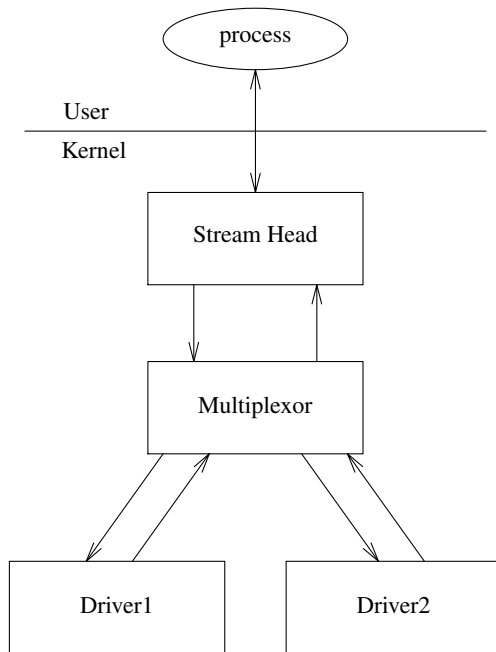 process
User
Kernel
Stream Head
Multiplexor
Driver1
Driver2